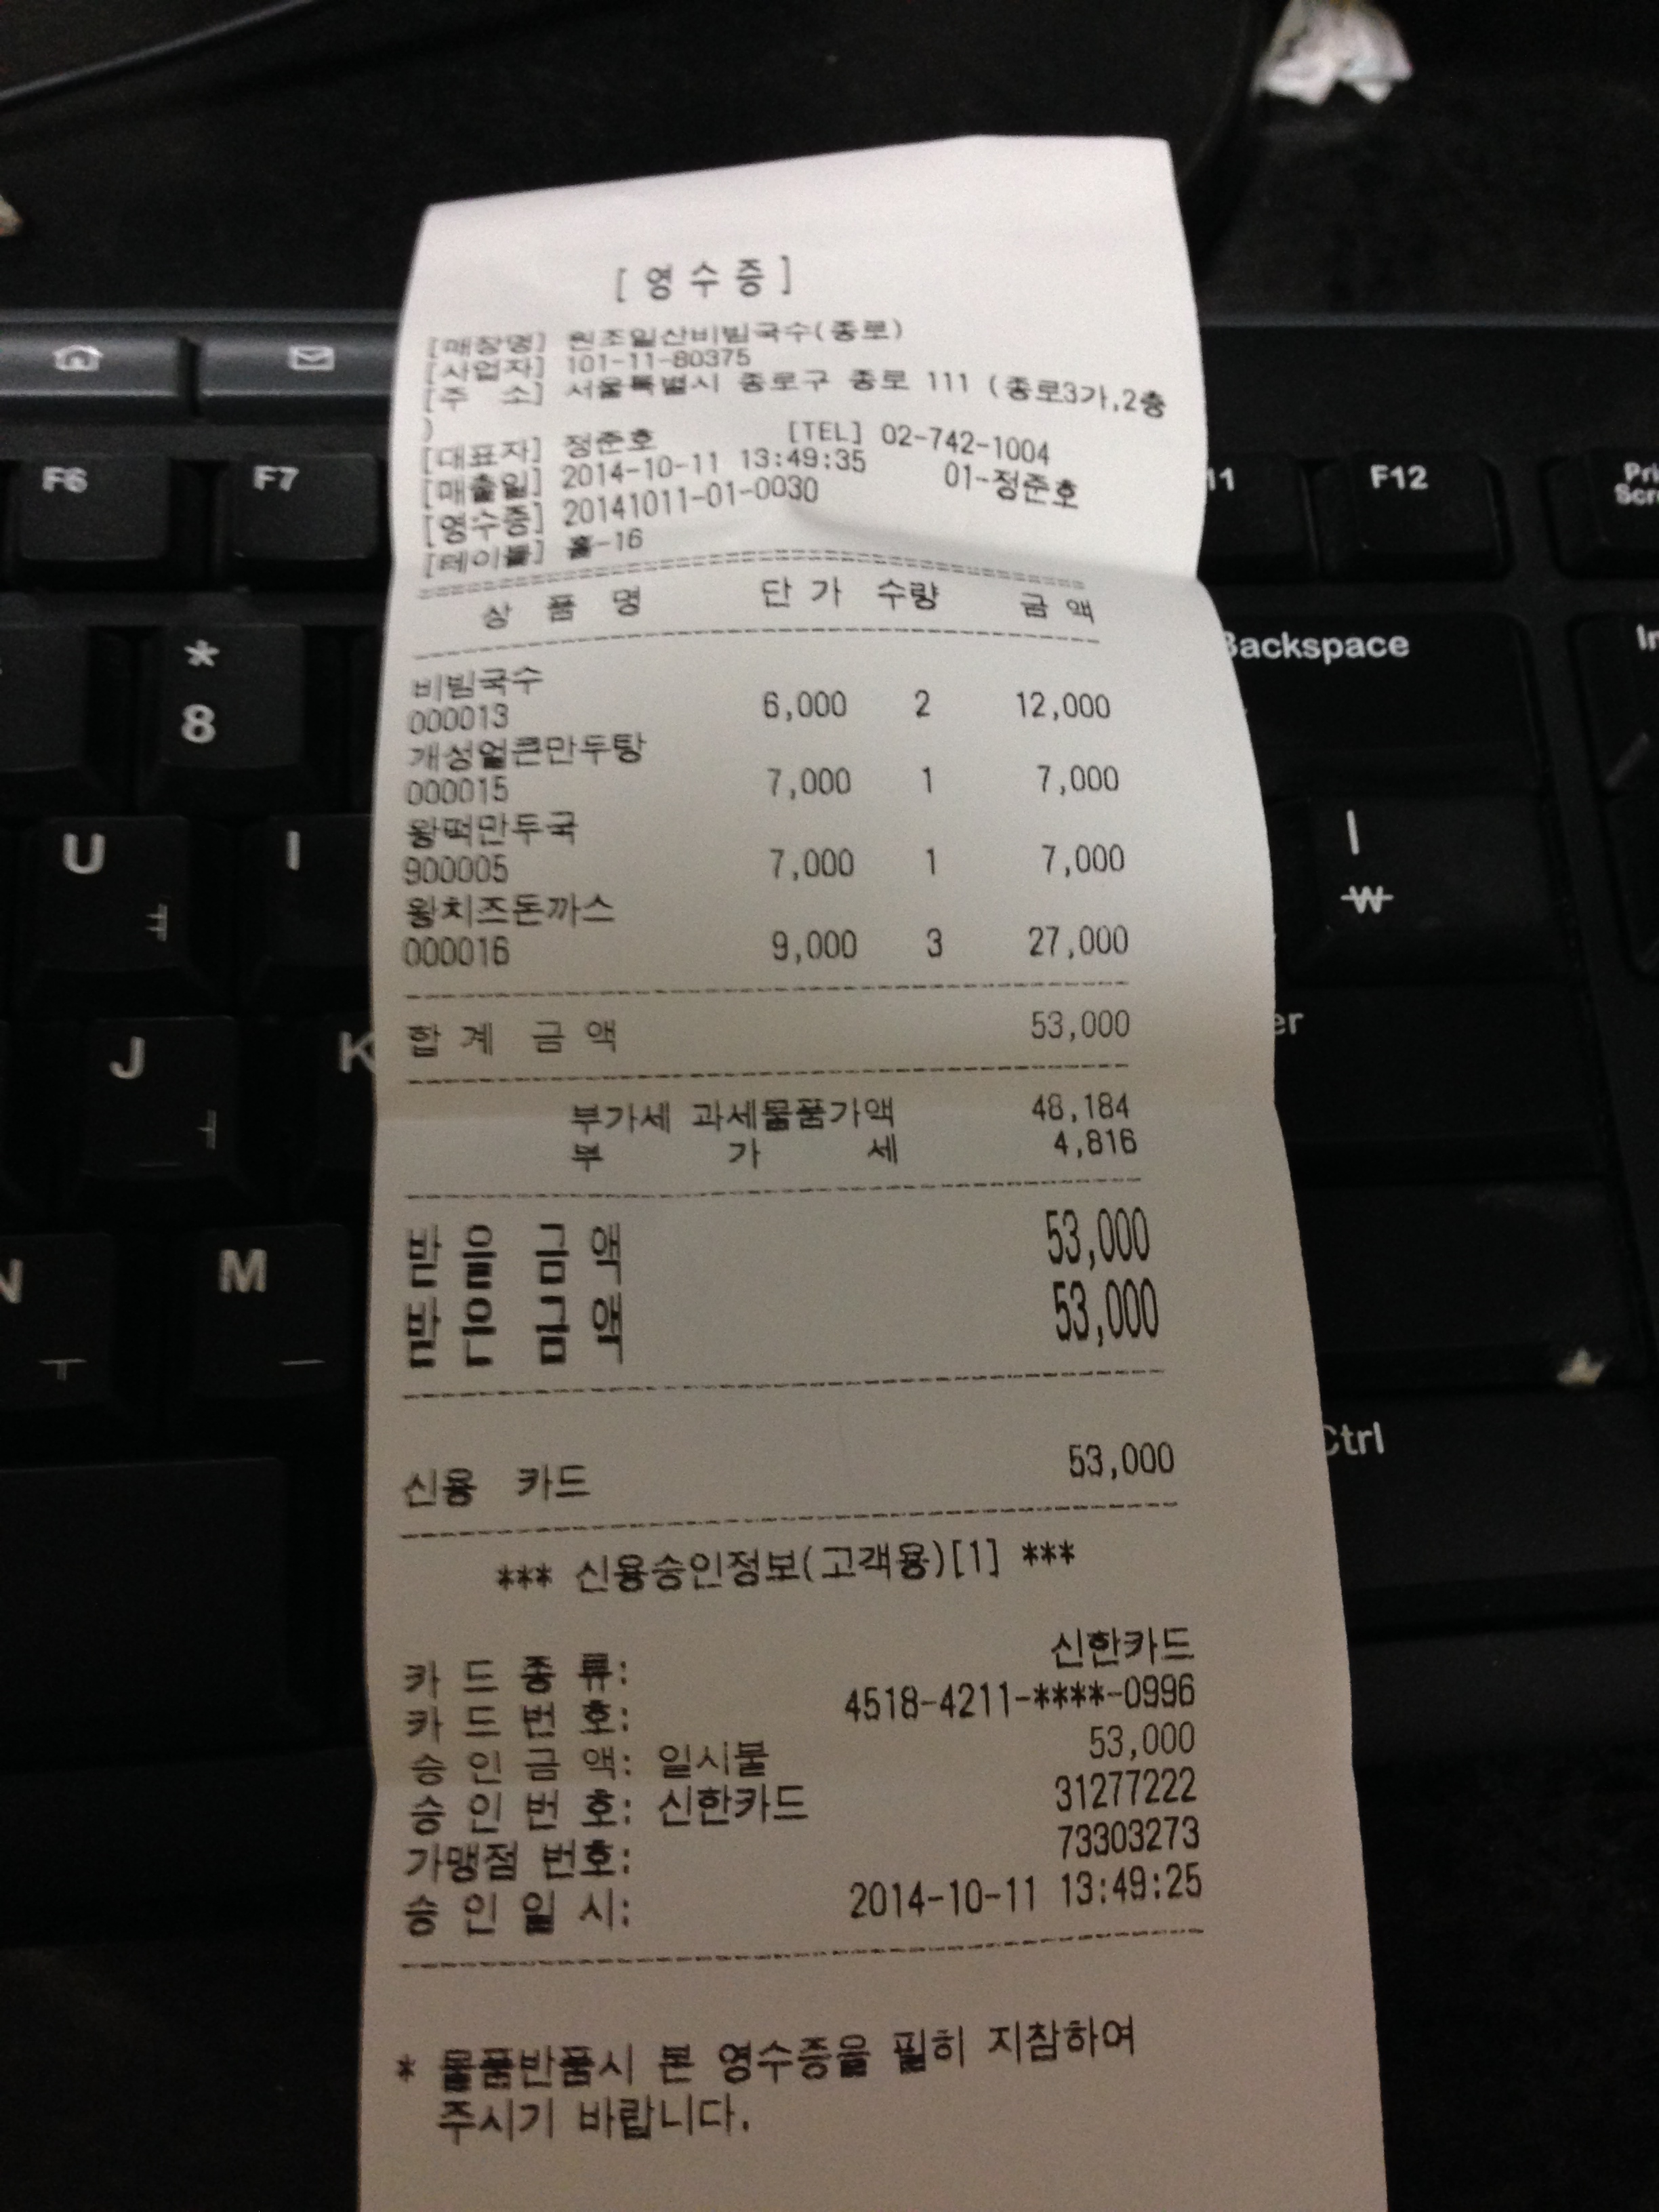 [ 영 수 증 ]
[매장명] 원조일산비빔국수(종로)
[사업자] 101-11-80375
[주 소] 서울특별시 종로구 종로 111 (종로3가,2층
)
[대표자] 정준호 [TEL] 02-742-1004
[매출일] 2014-10-11 13:49:35 01-정준호
[영수증] 20141011-01-0030
[테이블] 홀-16
상 품 명 단 가 수량 금 액
비빔국수
000013 6,000 2 12,000
개성얼큰만두탕
000015 7,000 1 7,000
왕떡만두국
900005 7,000 1 7,000
왕치즈돈까스
000016 9,000 3 27,000
합 계 금 액 53,000
부가세 과세물품가액 48,184
부 가 세 4,816
받 을 금 액 53,000
받 은 금 액 53,000
신용 카드 53,000
*** 신용승인정보(고객용)[1] ***
카 드 종 류: 신한카드
카 드 번 호: 4518-4211-****-0996
승 인 금 액: 일시불 53,000
승 인 번 호: 신한카드 31277222
가맹점 번호: 73303273
승 인 일 시: 2014-10-11 13:49:25
* 물품반품시 본 영수증을 필히 지참하여
주시기 바랍니다.
F6
F7
11
F12
Pri
Scr
*
8
Backspace
In
U
ㅕ
I
|
₩
J
ㅓ
K
er
N
ㅜ
M
ㅡ
Ctrl